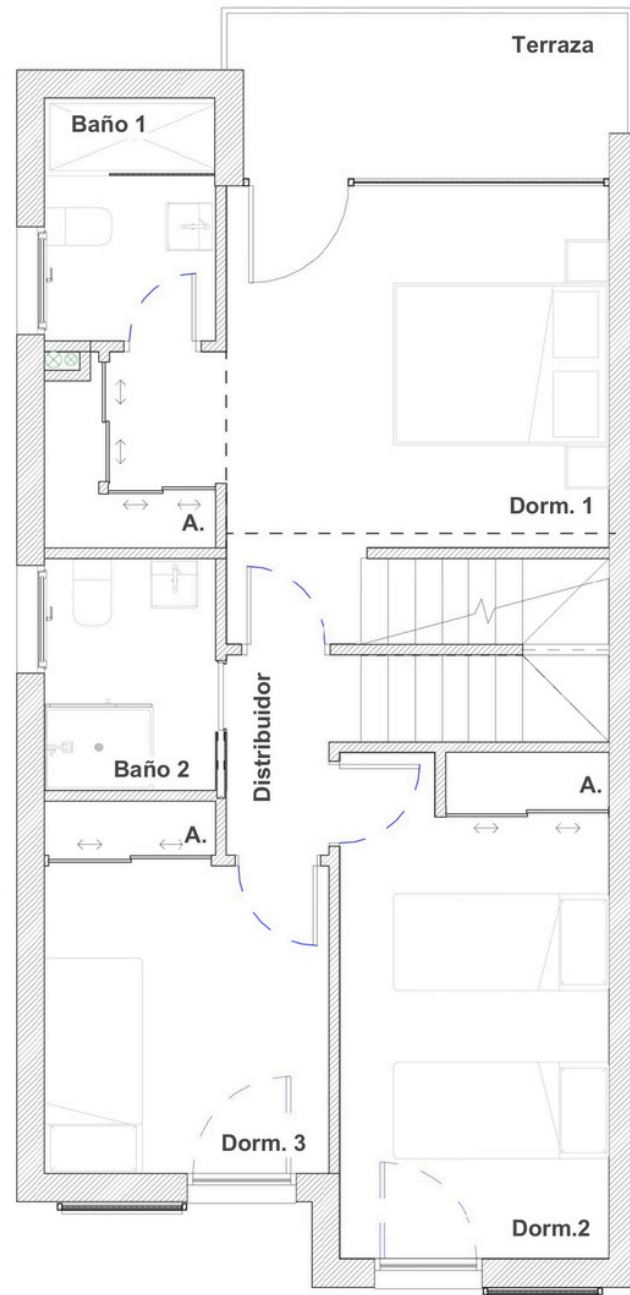 Terraza
Baño 1
Dorm. 1
A.
Distribuidor
Baño 2
A.
A.
Dorm. 3
Dorm.2